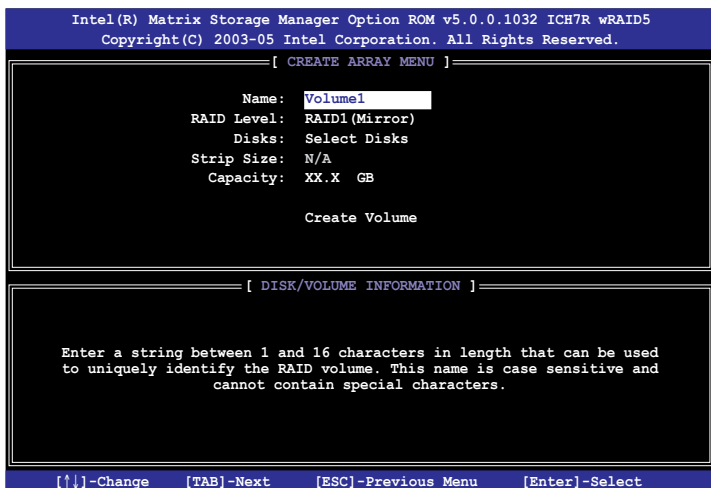 Intel(R) Matrix Storage Manager Option ROM v5.0.0.1032 ICH7R wRAID5
Copyright(C) 2003-05 Intel Corporation. All Rights Reserved.
[ CREATE ARRAY MENU ]
Name: Volume1
RAID Level: RAID1(Mirror)
Disks: Select Disks
Strip Size: N/A
Capacity: XX.X GB
Create Volume
[ DISK/VOLUME INFORMATION ]
Enter a string between 1 and 16 characters in length that can be used
to uniquely identify the RAID volume. This name is case sensitive and
cannot contain special characters.
[↑↓]-Change [TAB]-Next [ESC]-Previous Menu [Enter]-Select